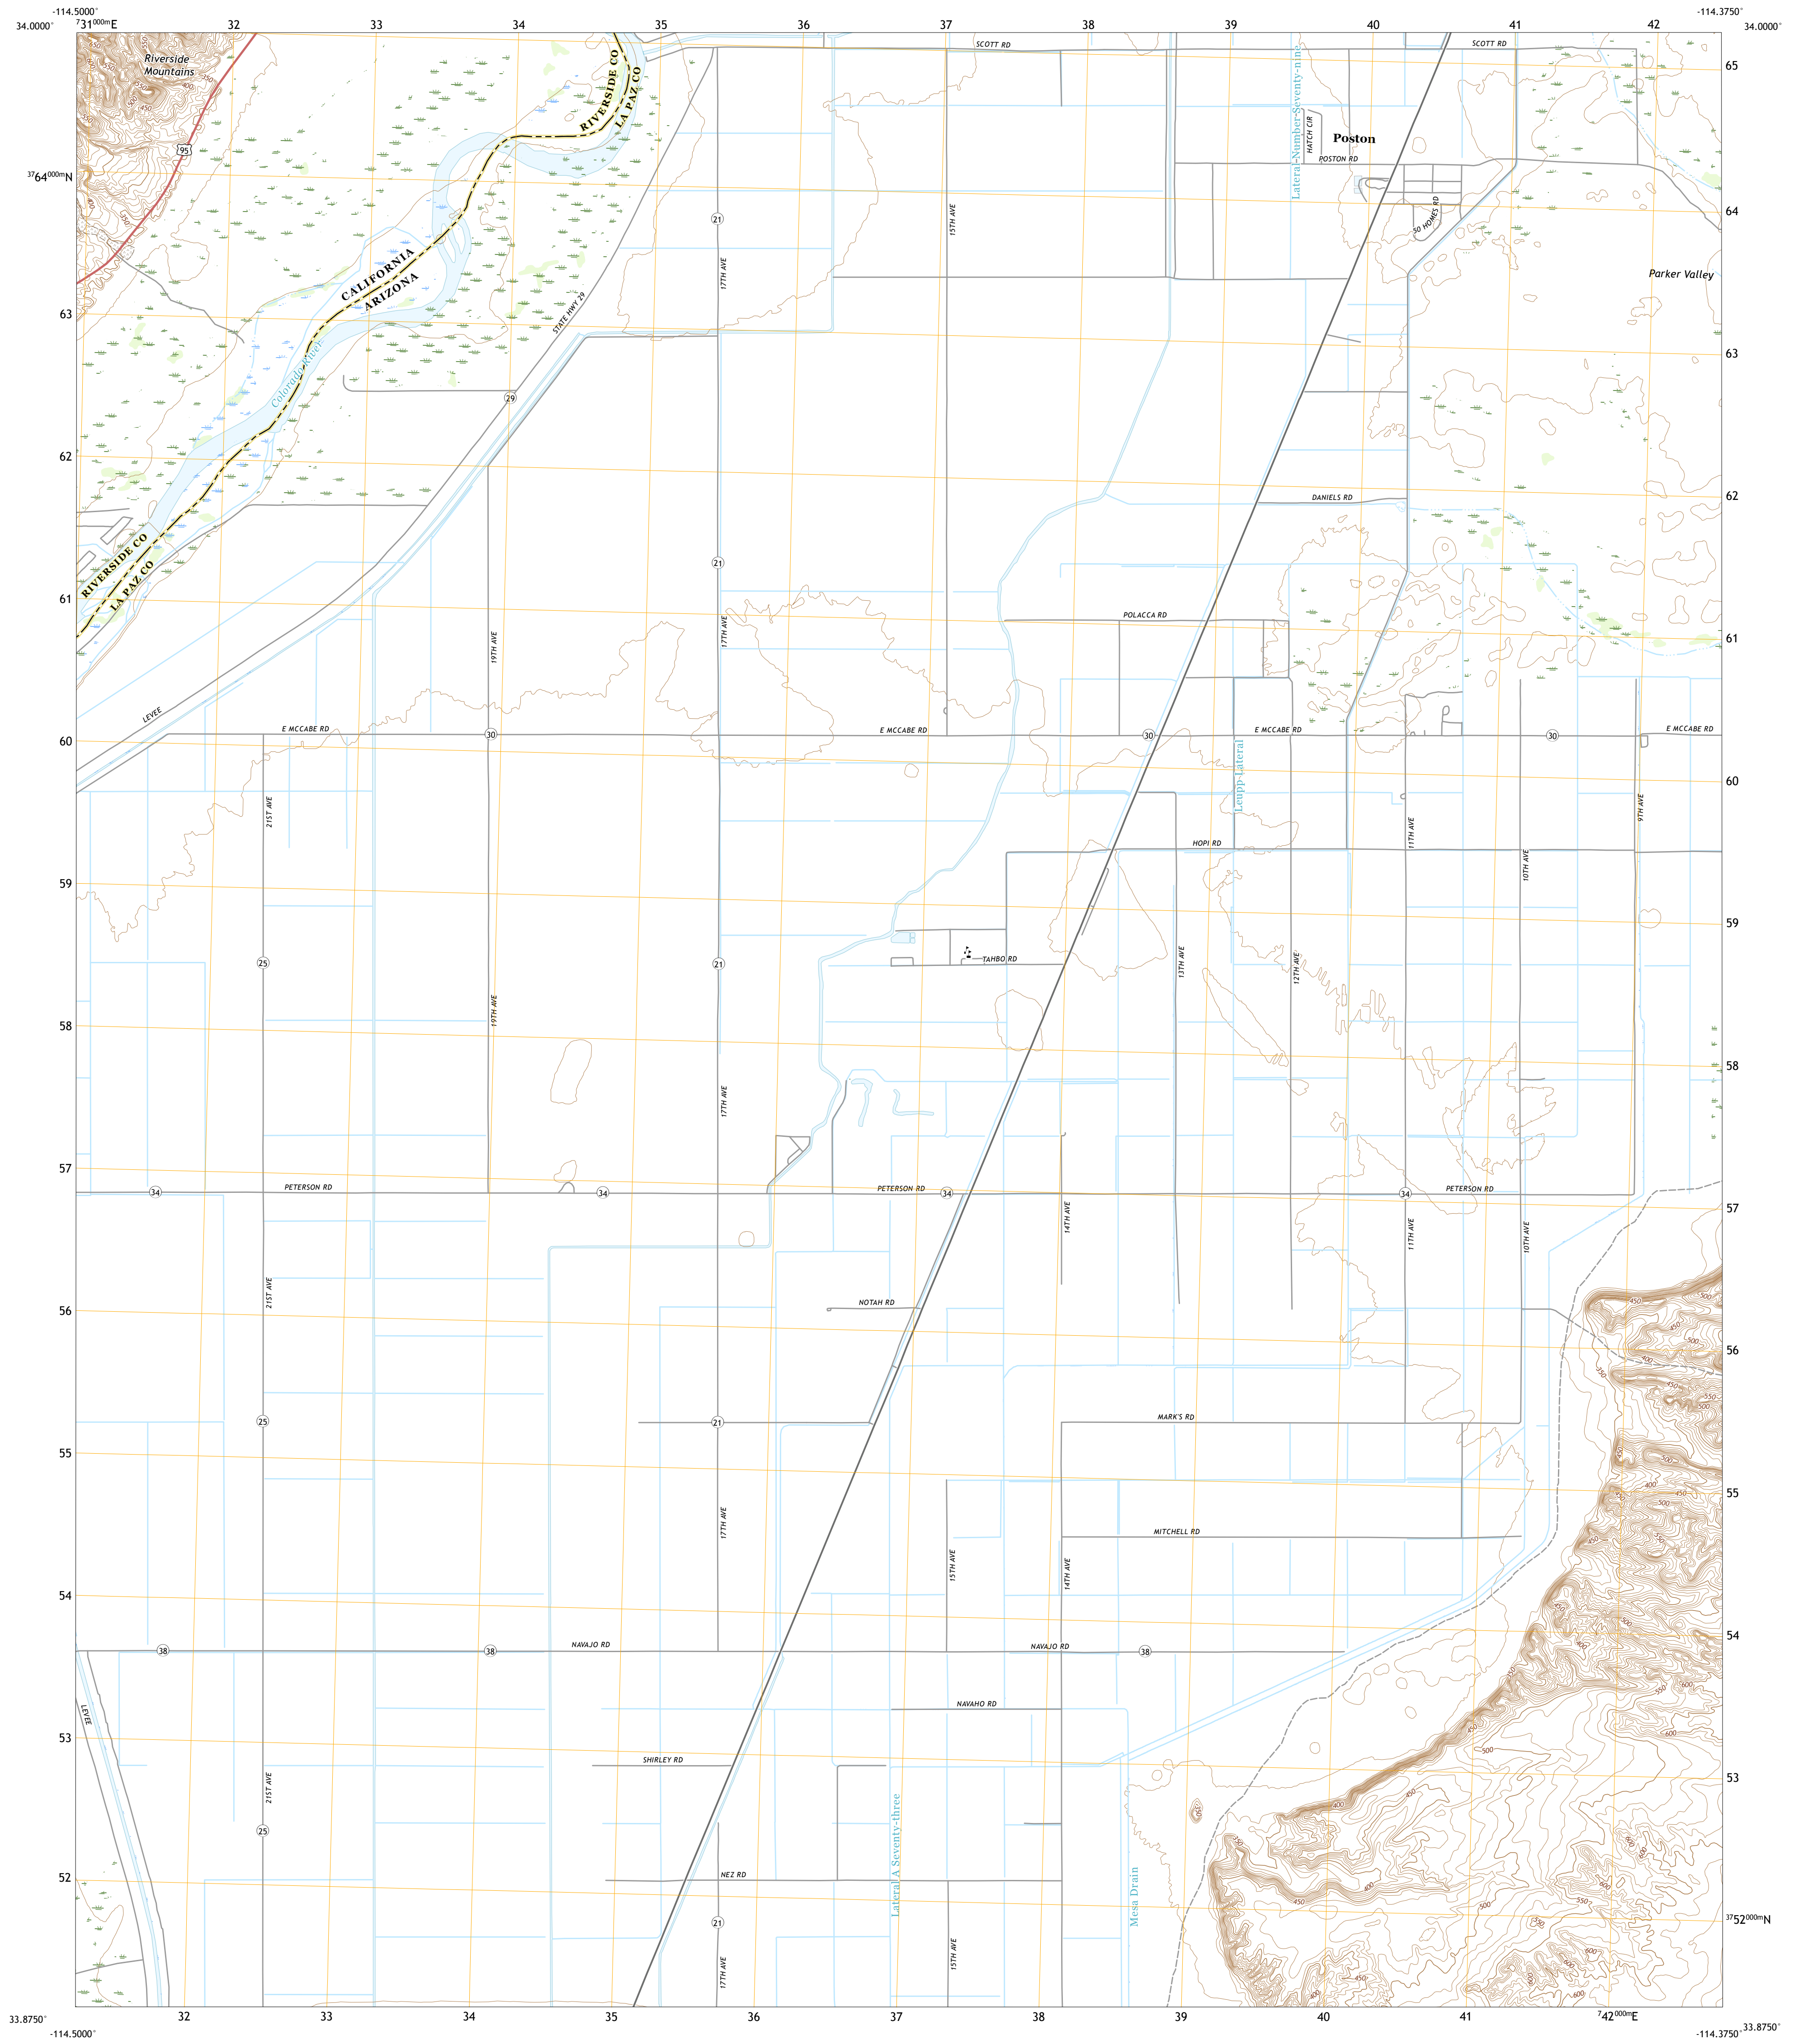 -114.5000°
-114.3750°
34.0000°
731000mE
32
33
34
35
36
37
38
39
40
41
42
34.0000°
SCOTT RD
SCOTT RD
Riverside
Mountains
RIVERSIDE CO
LA PAZ CO
65
95
Lateral Number Seventy-nine
HATCH CIR
Poston
POSTON RD
3764000mN
64
21
15TH AVE
50 HOMES RD
CALIFORNIA
ARIZONA
17TH AVE
Parker Valley
STATE HWY 29
63
63
Colorado River
29
62
62
DANIELS RD
RIVERSIDE CO
LA PAZ CO
21
61
POLACCA RD
61
19TH AVE
17TH AVE
LEVEE
E MCCABE RD
30
E MCCABE RD
30
E MCCABE RD
30
E MCCABE RD
60
60
Leupp Lateral
21ST AVE
11TH AVE
9TH AVE
HOPI RD
10TH AVE
59
59
25
21
TAHBO RD
13TH AVE
12TH AVE
19TH AVE
58
58
17TH AVE
57
34
PETERSON RD
34
PETERSON RD
34
34
PETERSON RD
57
14TH AVE
11TH AVE
10TH AVE
21ST AVE
NOTAH RD
56
56
25
21
MARK'S RD
55
55
17TH AVE
MITCHELL RD
15TH AVE
14TH AVE
54
54
38
38
NAVAJO RD
NAVAJO RD
38
LEVEE
NAVAHO RD
53
SHIRLEY RD
53
21ST AVE
25
Lateral A Seventy-three
NEZ RD
52
Mesa Drain
21
3752000mN
17TH AVE
15TH AVE
33.8750°
32
33
34
35
36
37
38
39
40
41
742000mE
33.8750°
-114.5000°
-114.3750°